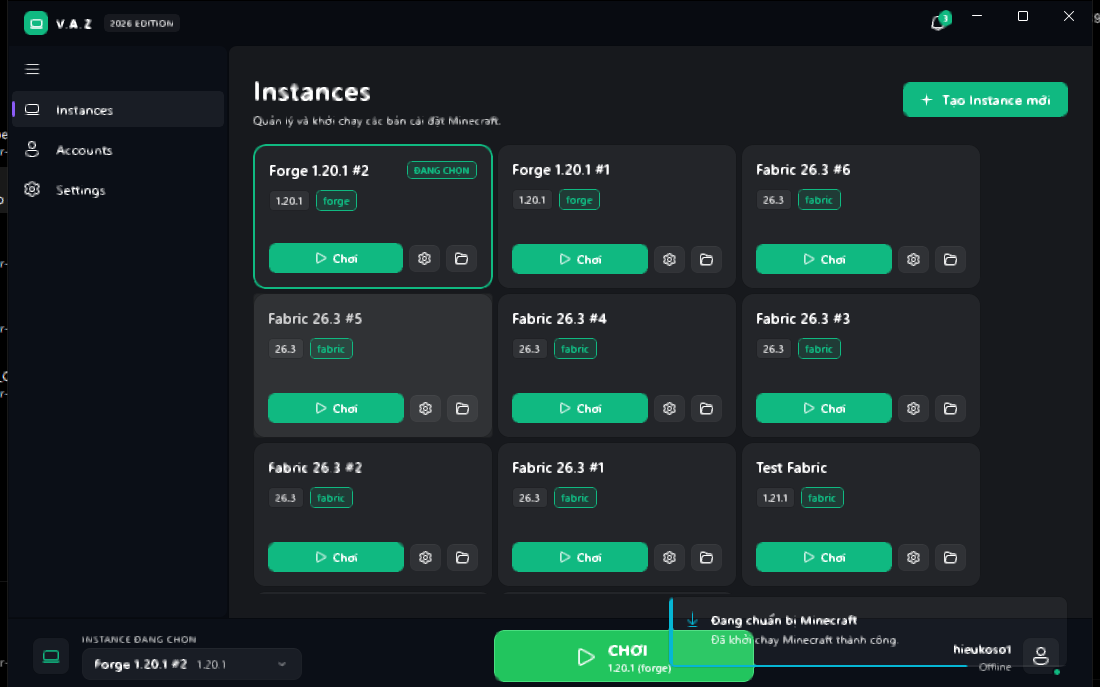 V.A.Z 2026 EDITION
3
Instances
Accounts
Settings
Instances
Quản lý và khởi chạy các bản cài đặt Minecraft.
Tạo Instance mới
Forge 1.20.1 #2 ĐANG CHỌN
1.20.1 forge
Chơi
Forge 1.20.1 #1
1.20.1 forge
Chơi
Fabric 26.3 #6
26.3 fabric
Chơi
Fabric 26.3 #5
26.3 fabric
Chơi
Fabric 26.3 #4
26.3 fabric
Chơi
Fabric 26.3 #3
26.3 fabric
Chơi
Fabric 26.3 #2
26.3 fabric
Chơi
Fabric 26.3 #1
26.3 fabric
Chơi
Test Fabric
1.21.1 fabric
Chơi
INSTANCE ĐANG CHỌN
Forge 1.20.1 #2 1.20.1
CHƠI
1.20.1 (forge)
Đang chuẩn bị Minecraft
Đã khởi chạy Minecraft thành công.
hieukoso1
Offline